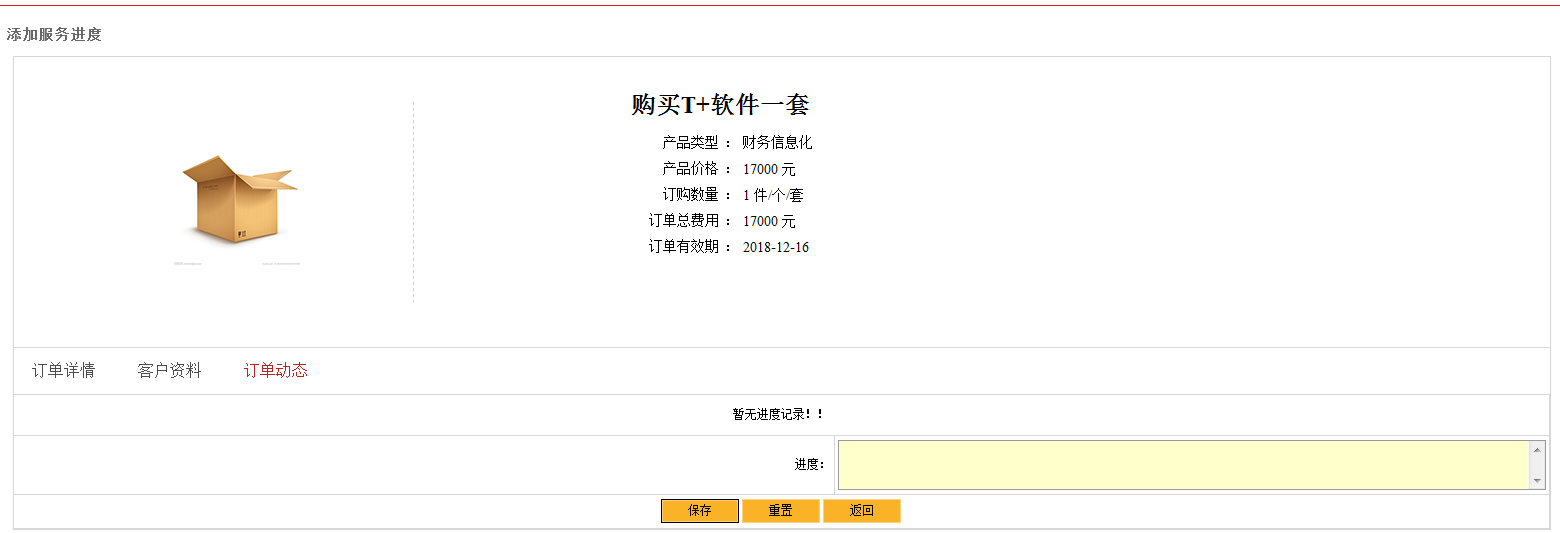 添加服务进度
购买T+软件一套
产品类型 ： 财务信息化
产品价格 ： 17000 元
订购数量 ： 1 件/个/套
订单总费用 ： 17000 元
订单有效期 ： 2018-12-16
订单详情 客户资料 订单动态
暂无进度记录！！
进度：
保存 重置 返回